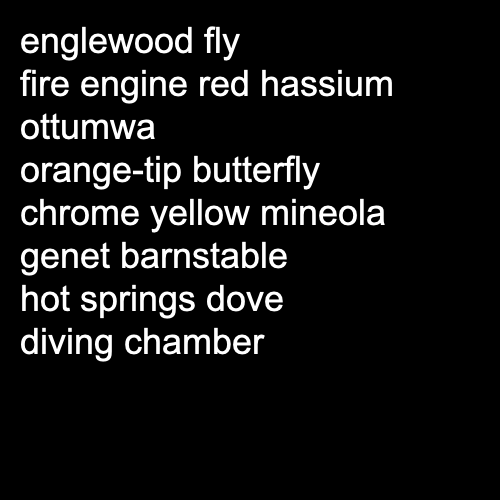 englewood fly
fire engine red hassium
ottumwa
orange-tip butterfly
chrome yellow mineola
genet barnstable
hot springs dove
diving chamber